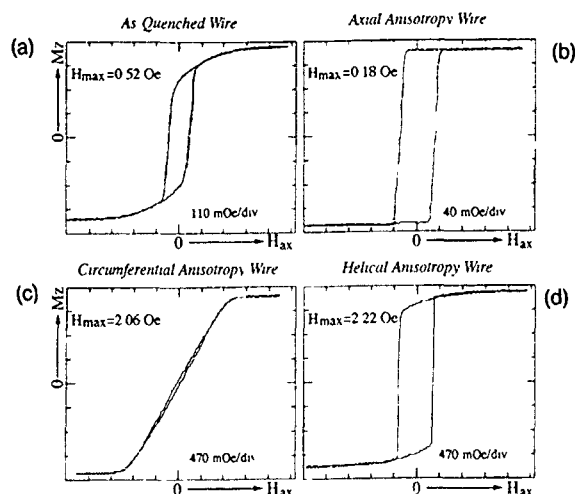 As Quenched Wire
Axial Anisotropy Wire
(a)
(b)
Hmax=0.52 Oe
Hmax=0.18 Oe
0 → Mz
110 mOe/div
40 mOe/div
0 → Hax
0 → Hax
Circumferential Anisotropy Wire
Helical Anisotropy Wire
(c)
(d)
Hmax=2.06 Oe
Hmax=2.22 Oe
0 → Mz
470 mOe/div
470 mOe/div
0 → Hax
0 → Hax